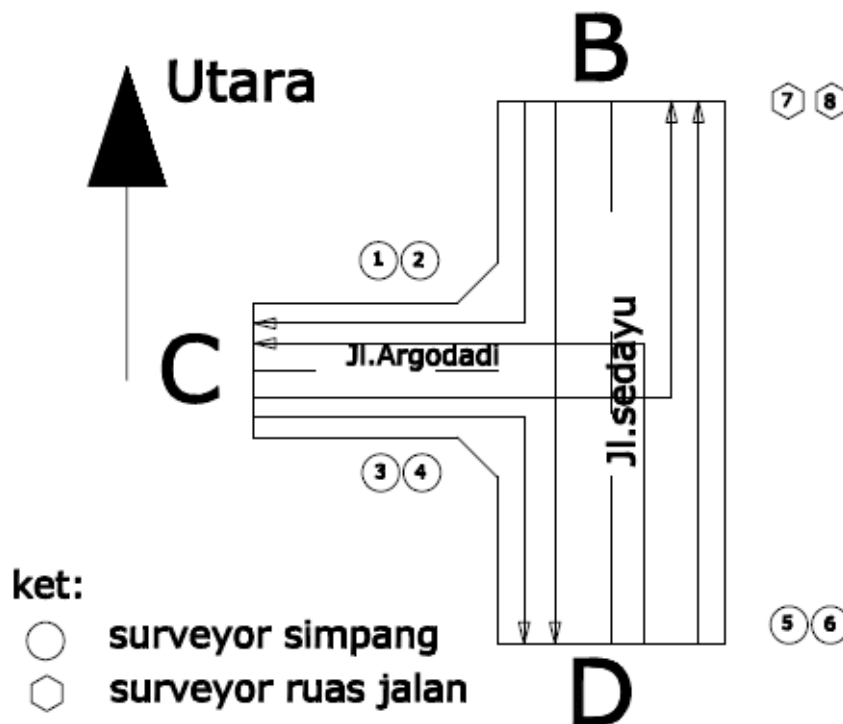 B
Utara
7 8
1 2
Jl.Argodadi
C
Jl.sedayu
3 4
ket:
5 6
surveyor simpang
surveyor ruas jalan
D